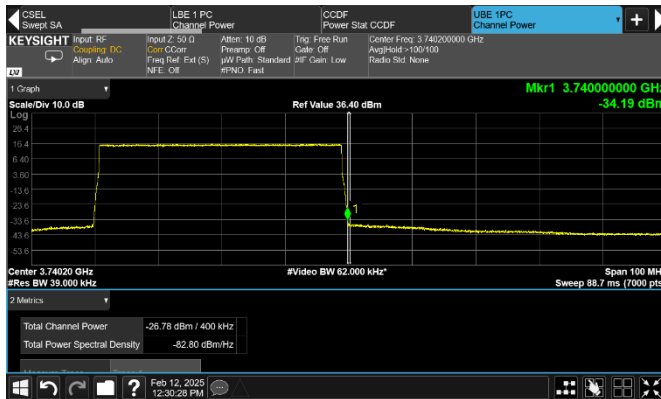 CSEL
Swept SA
LBE 1 PC
Channel Power
CCDF
Power Stat CCDF
UBE 1PC
Channel Power
KEYSIGHT
Input: RF
Coupling: DC
Align: Auto
Input Z: 50 Ω
Corr CCorr
Freq Ref: Ext (S)
NFE: Off
Atten: 10 dB
Preamp: Off
µW Path: Standard
#PNO: Fast
Trig: Free Run
Gate: Off
#IF Gain: Low
Center Freq: 3.740200000 GHz
Avg|Hold:>100/100
Radio Std: None
1 Graph
Mkr1 3.740000000 GHz
Scale/Div 10.0 dB
Ref Value 36.40 dBm
-34.19 dBm
Log
26.4
16.4
6.40
-3.60
-13.6
-23.6
-33.6
-43.6
-53.6
1
Center 3.74020 GHz
#Video BW 62.000 kHz*
Span 100 MH
#Res BW 39.000 kHz
Sweep 88.7 ms (7000 pts
2 Metrics
Total Channel Power
-26.78 dBm / 400 kHz
Total Power Spectral Density
-82.80 dBm/Hz
Feb 12, 2025
12:30:28 PM